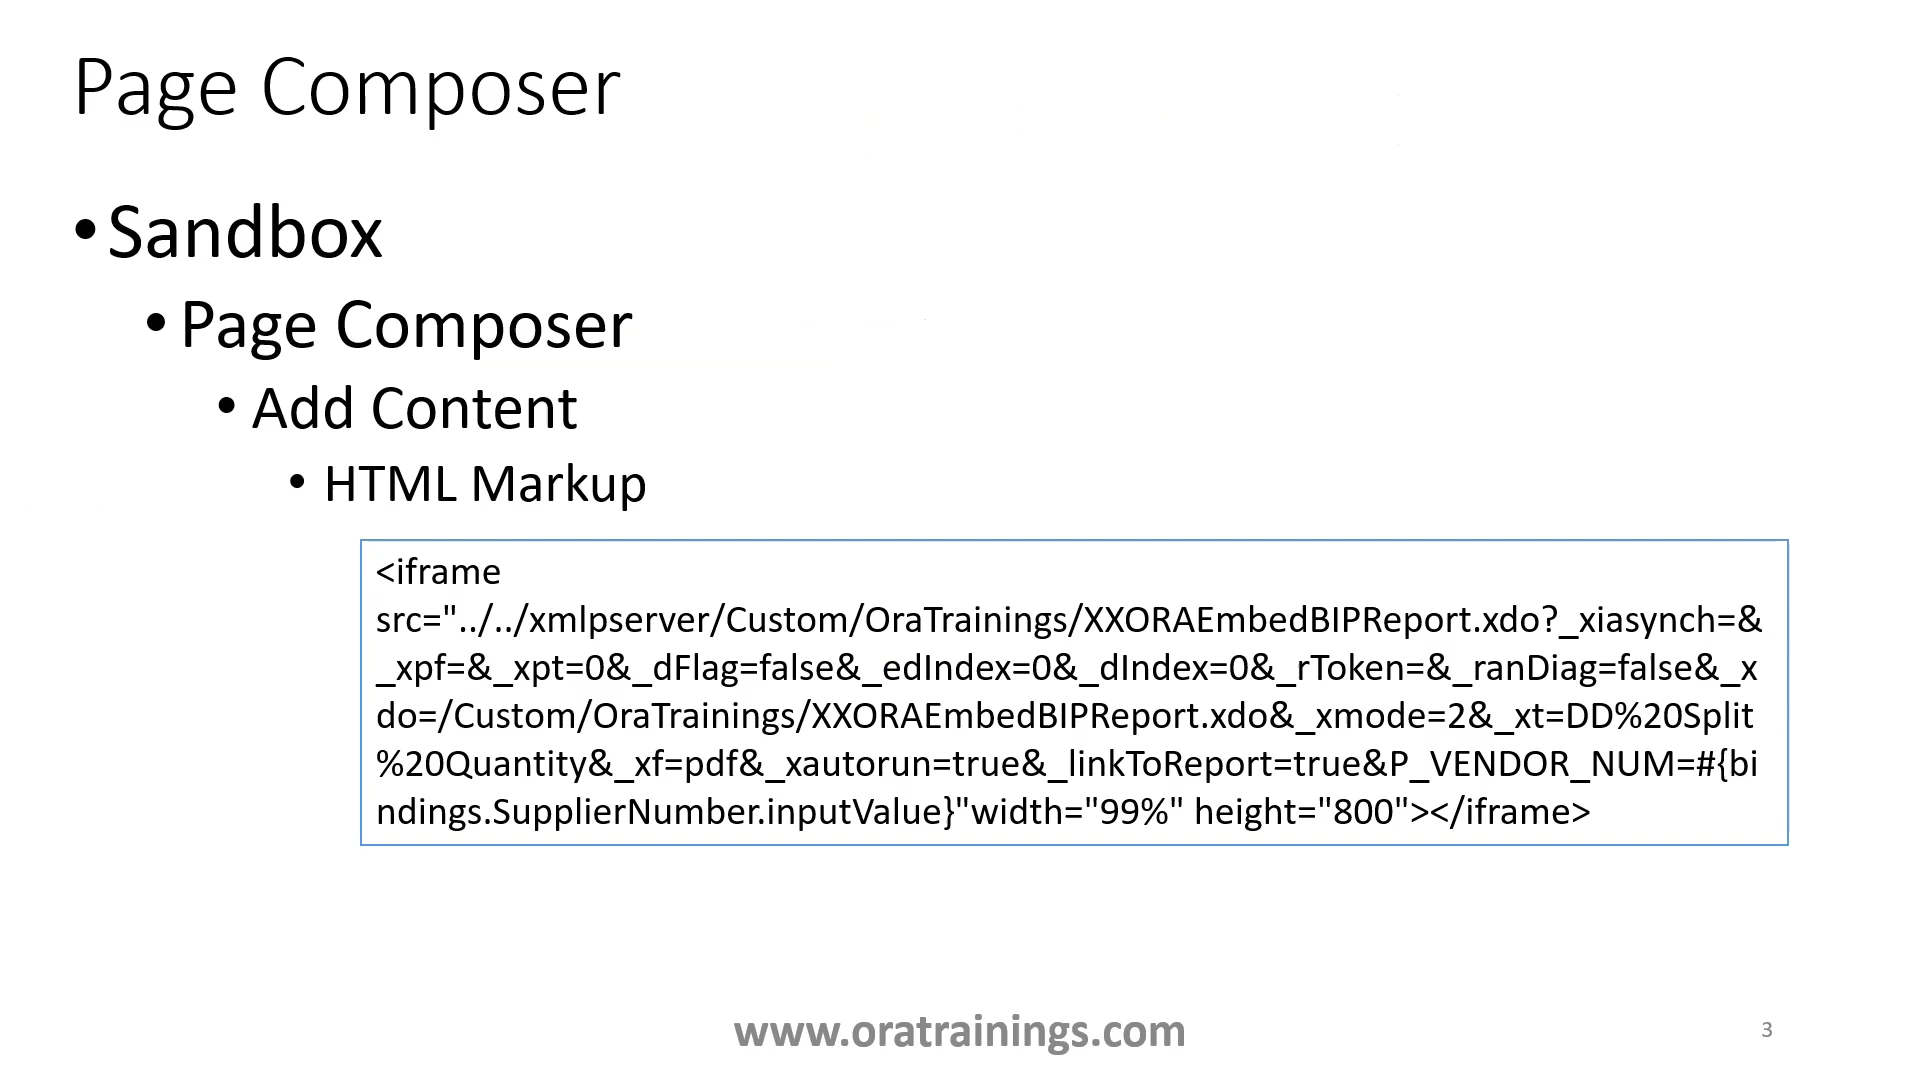 Page Composer
•Sandbox
• Page Composer
• Add Content
• HTML Markup
<iframe
src="../../xmlpserver/Custom/OraTrainings/XXORAEmbedBIPReport.xdo?_xiasynch=&
_xpf=&_xpt=0&_dFlag=false&_edIndex=0&_dIndex=0&_rToken=&_ranDiag=false&_x
do=/Custom/OraTrainings/XXORAEmbedBIPReport.xdo&_xmode=2&_xt=DD%20Split
%20Quantity&_xf=pdf&_xautorun=true&_linkToReport=true&P_VENDOR_NUM=#{bi
ndings.SupplierNumber.inputValue}"width="99%" height="800"></iframe>
www.oratrainings.com
3